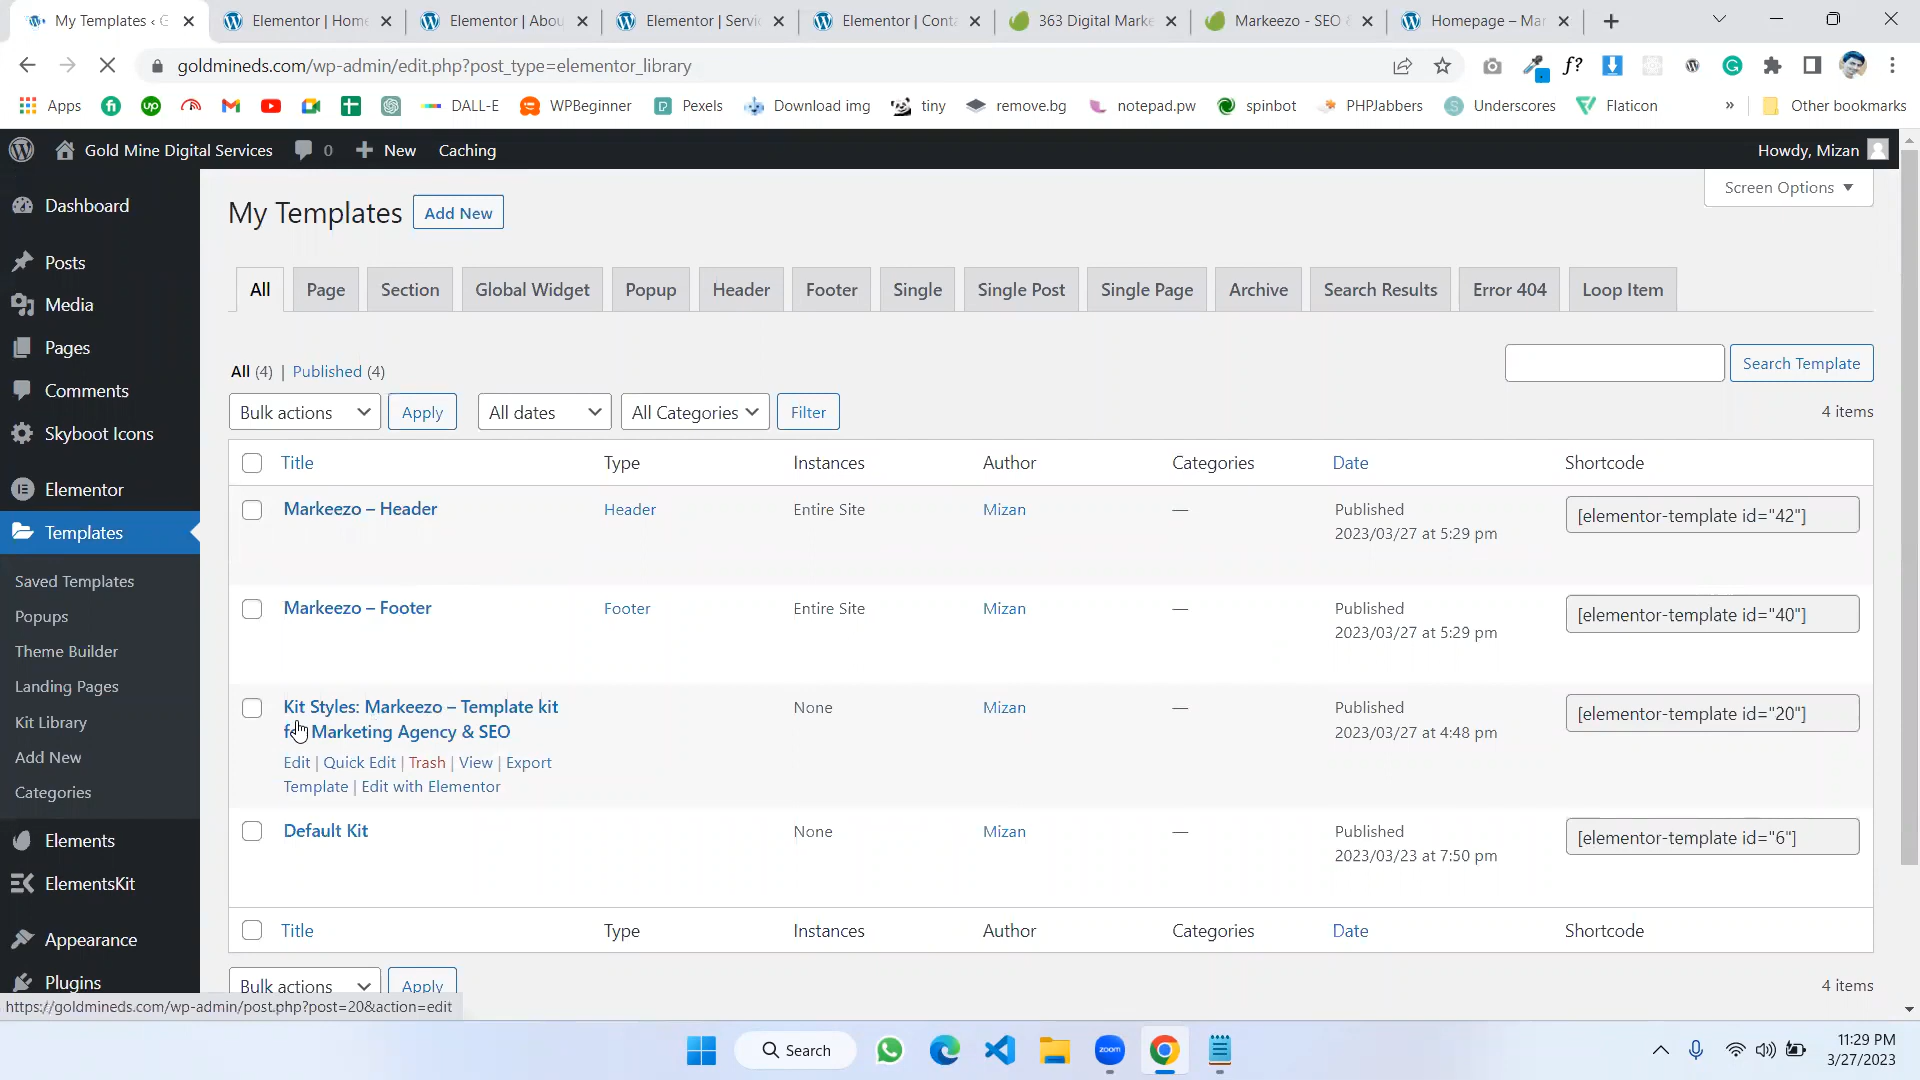 My Templates ‹ G
Elementor | Hom
Elementor | Abou
Elementor | Servi
Elementor | Conta
363 Digital Marke
Markeezo - SEO &
Homepage – Mar
goldmineds.com/wp-admin/edit.php?post_type=elementor_library
Apps
DALL-E
WPBeginner
Pexels
Download img
tiny
remove.bg
notepad.pw
spinbot
PHPJabbers
Underscores
Flaticon
»
Other bookmarks
Gold Mine Digital Services
0
New
Caching
Howdy, Mizan
Dashboard
Posts
Media
Pages
Comments
Skyboot Icons
Elementor
Templates
Saved Templates
Popups
Theme Builder
Landing Pages
Kit Library
Add New
Categories
Elements
ElementsKit
Appearance
Plugins
My Templates
Add New
Screen Options
All
Page
Section
Global Widget
Popup
Header
Footer
Single
Single Post
Single Page
Archive
Search Results
Error 404
Loop Item
All (4) | Published (4)
Search Template
Bulk actions
Apply
All dates
All Categories
Filter
4 items
Title Type Instances Author Categories Date Shortcode
Markeezo – Header Header Entire Site Mizan — Published [elementor-template id="42"]
2023/03/27 at 5:29 pm
Markeezo – Footer Footer Entire Site Mizan — Published [elementor-template id="40"]
2023/03/27 at 5:29 pm
Kit Styles: Markeezo – Template kit None Mizan — Published [elementor-template id="20"]
for Marketing Agency & SEO 2023/03/27 at 4:48 pm
Edit | Quick Edit | Trash | View | Export
Template | Edit with Elementor
Default Kit None Mizan — Published [elementor-template id="6"]
2023/03/23 at 7:50 pm
Title Type Instances Author Categories Date Shortcode
Bulk actions
Apply
4 items
https://goldmineds.com/wp-admin/post.php?post=20&action=edit
Search
zoom
11:29 PM
3/27/2023